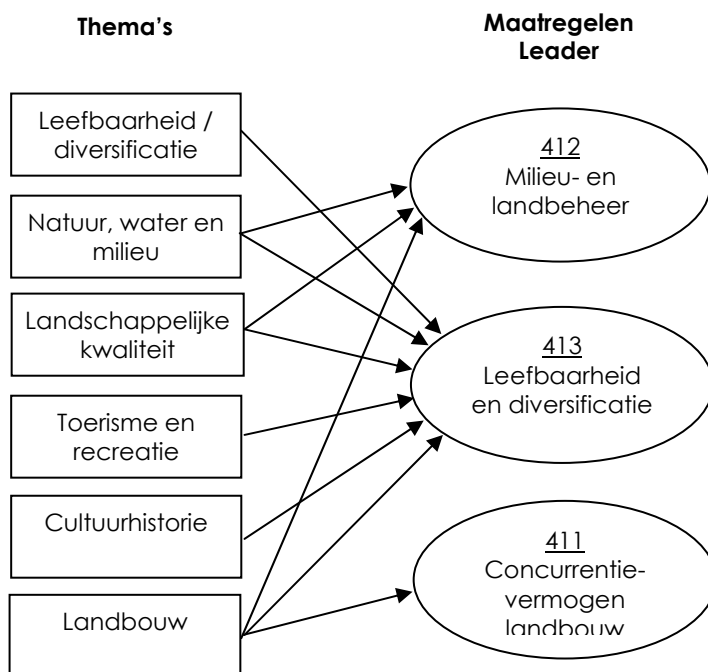 Thema’s
Maatregelen
Leader
Leefbaarheid /
diversificatie
Natuur, water en
milieu
Landschappelijke
kwaliteit
Toerisme en
recreatie
Cultuurhistorie
Landbouw
412
Milieu- en
landbeheer
413
Leefbaarheid
en diversificatie
411
Concurrentie-
vermogen
landbouw